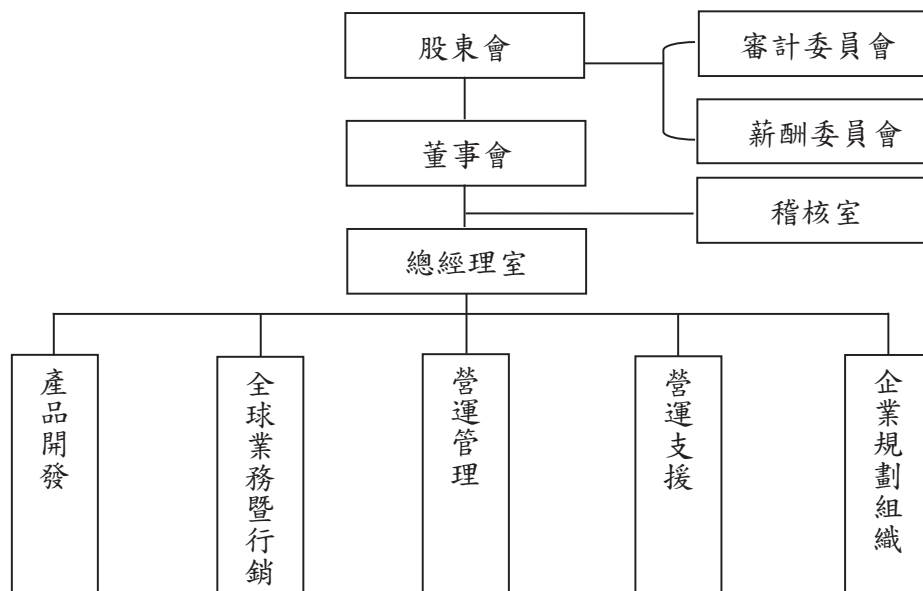 股東會
審計委員會
薪酬委員會
董事會
稽核室
總經理室
產品開發
全球業務暨行銷
營運管理
營運支援
企業規劃組織